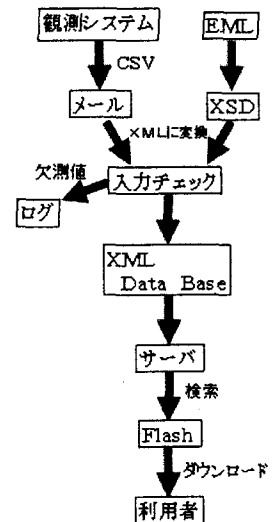 観測システム
EML
CSV
メール
XSD
XMLに変換
欠測値
入力チェック
ログ
XML
Data Base
サーバ
検索
Flash
ダウンロード
利用者